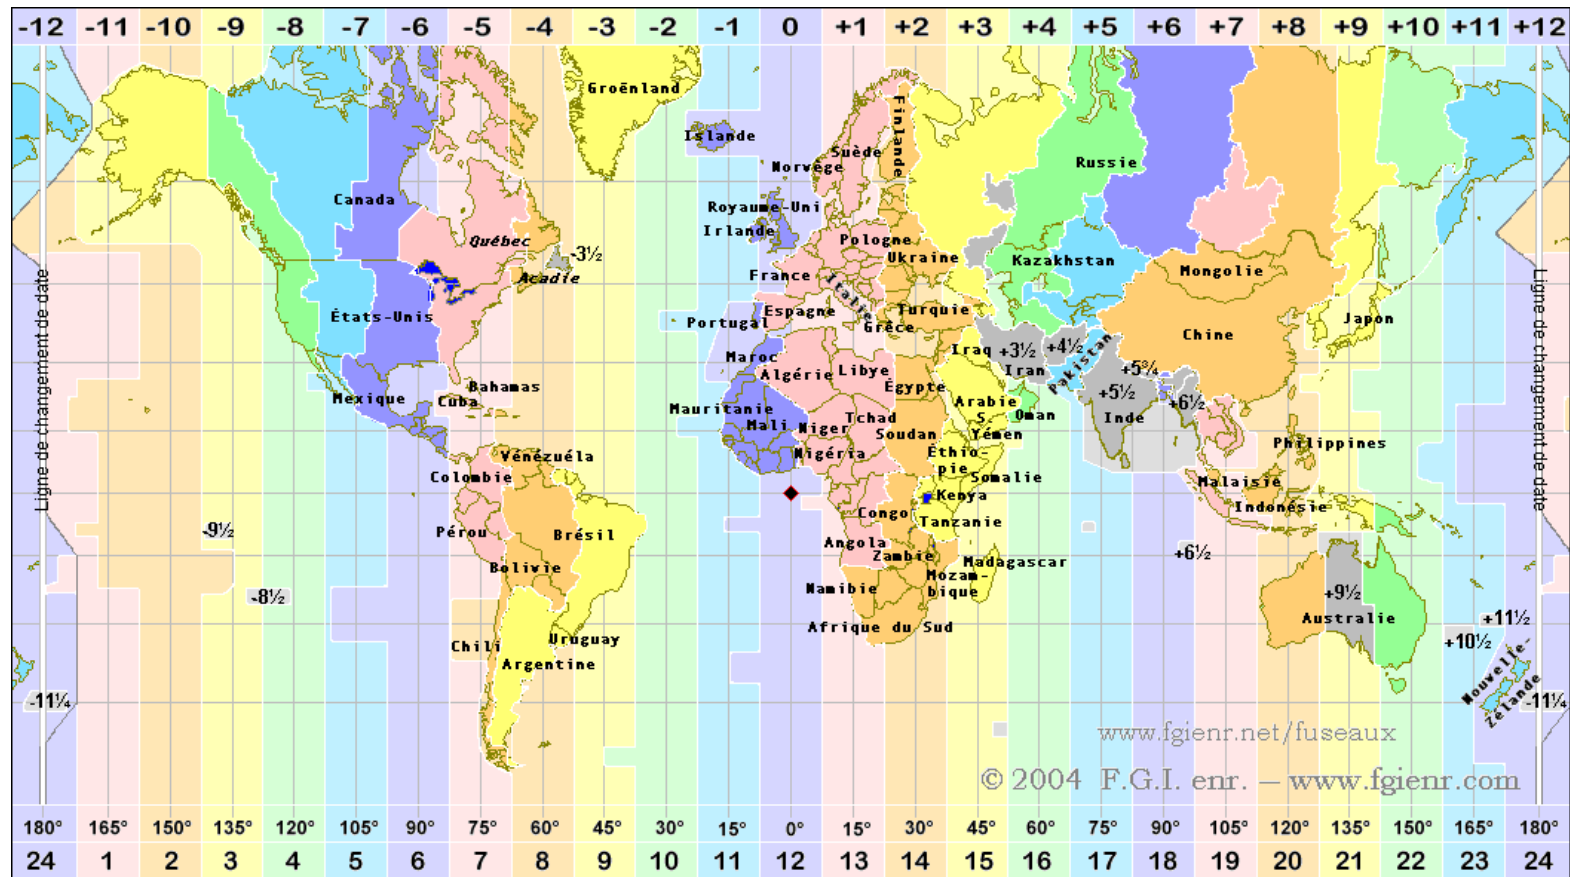 -12 -11 -10 -9 -8 -7 -6 -5 -4 -3 -2 -1 0 +1 +2 +3 +4 +5 +6 +7 +8 +9 +10 +11 +12
Groënland
Islande
Finlande
Suède
Norvège
Russie
Canada
Royaume-Uni
Irlande
Québec
-3½
Acadie
Pologne
Ukraine
Kazakhstan
Mongolie
France
Italie
Ligne de changement de date
Ligne de changement de date
États-Unis
Espagne
Portugal
Grèce
Turquie
Japon
Chine
Maroc
Iraq
+3½
+4½
Iran
Pakistan
+5¾
Algérie
Libye
Égypte
Bahamas
Mexique
Cuba
+5½
+6½
Mauritanie
Mali
Niger
Tchad
Soudan
Arabie
S.
Oman
Inde
Yémen
Philippines
Vénézuéla
Nigéria
Éthio-
pie
Somalie
Colombie
Kenya
Malaisie
Indonésie
Congo
Tanzanie
-9½
Pérou
Brésil
Angola
Zambie
Madagascar
+6½
Bolivie
Namibie
Mozam-
bique
-8½
+9½
Australie
+11½
Afrique du Sud
Chili
Uruguay
Argentine
+10½
Nouvelle-
Zélande
-11¼
-11¼
www.fgienr.net/fuseaux
© 2004 F.G.I. enr. – www.fgienr.com
180° 165° 150° 135° 120° 105° 90° 75° 60° 45° 30° 15° 0° 15° 30° 45° 60° 75° 90° 105° 120° 135° 150° 165° 180°
24 1 2 3 4 5 6 7 8 9 10 11 12 13 14 15 16 17 18 19 20 21 22 23 24